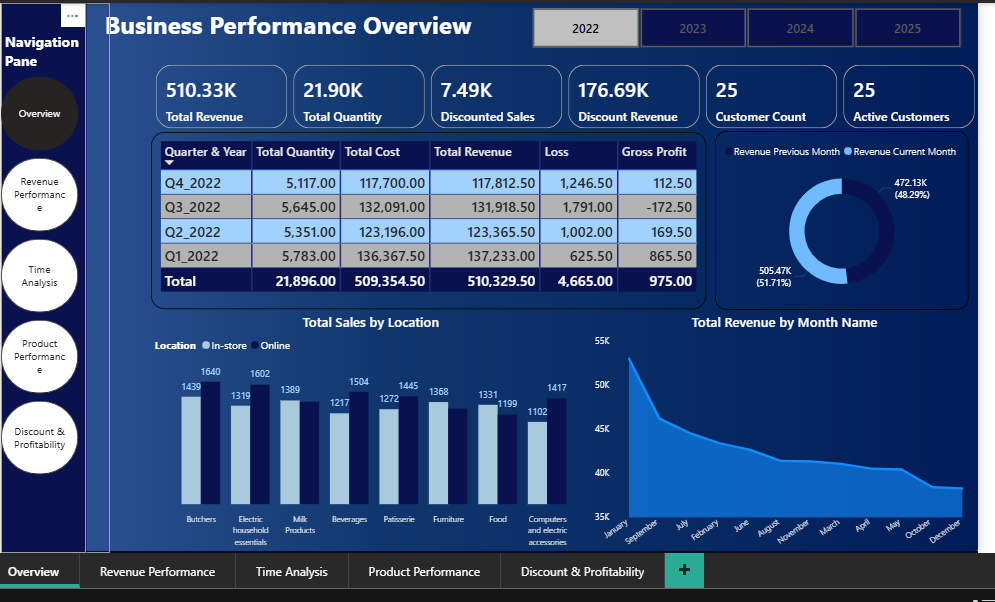 ...
Navigation
Pane
Overview
Revenue
Performanc
e
Time
Analysis
Product
Performanc
e
Discount &
Profitability
Business Performance Overview
2022 2023 2024 2025
510.33K 21.90K 7.49K 176.69K 25 25
Total Revenue Total Quantity Discounted Sales Discount Revenue Customer Count Active Customers
Quarter & Year Total Quantity Total Cost Total Revenue Loss Gross Profit
Q4_2022 5,117.00 117,700.00 117,812.50 1,246.50 112.50
Q3_2022 5,645.00 132,091.00 131,918.50 1,791.00 -172.50
Q2_2022 5,351.00 123,196.00 123,365.50 1,002.00 169.50
Q1_2022 5,783.00 136,367.50 137,233.00 625.50 865.50
Total 21,896.00 509,354.50 510,329.50 4,665.00 975.00
Revenue Previous Month Revenue Current Month
472.13K
(48.29%)
505.47K
(51.71%)
Total Sales by Location
Location In-store Online
1439 1640 1319 1602 1389 1217 1504 1272 1445 1368 1331 1199 1102 1417
Butchers
Electric
household
essentials
Milk
Products
Beverages
Patisserie
Furniture
Food
Computers
and electric
accessories
Total Revenue by Month Name
55K
50K
45K
40K
35K
January September July February June August November March April May October December
Overview Revenue Performance Time Analysis Product Performance Discount & Profitability +